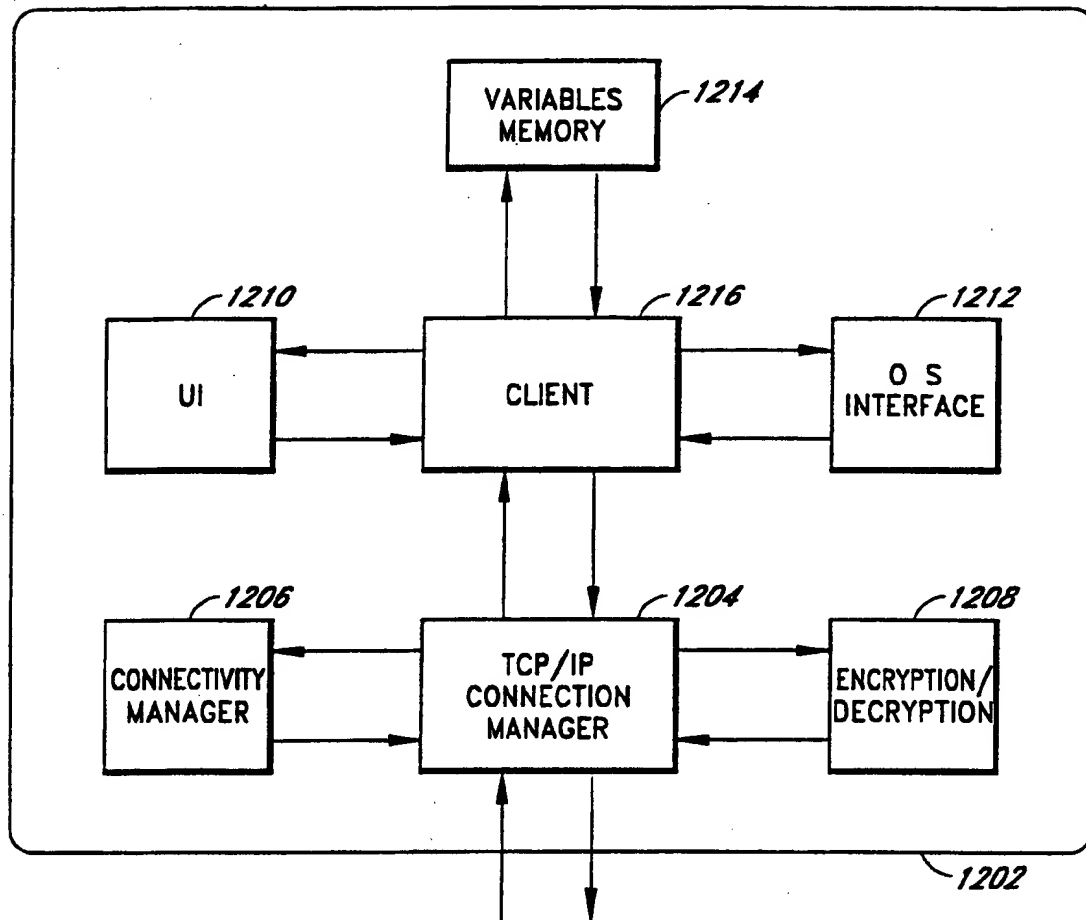 1214
VARIABLES
MEMORY
1210
1216
1212
UI
CLIENT
O S
INTERFACE
1206
1204
1208
CONNECTIVITY
MANAGER
TCP/IP
CONNECTION
MANAGER
ENCRYPTION/
DECRYPTION
1202